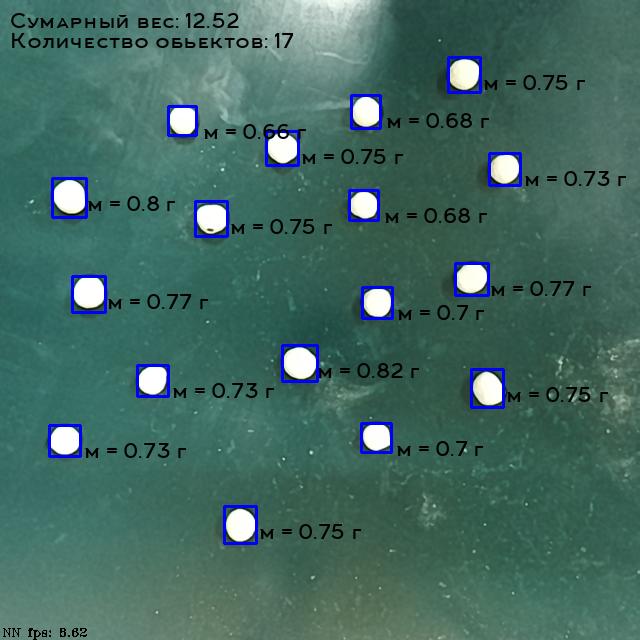 Сумарный вес: 12.52
Количество обьектов: 17
м = 0.75 г
м = 0.68 г
м = 0.66 г
м = 0.75 г
м = 0.73 г
м = 0.8 г
м = 0.68 г
м = 0.75 г
м = 0.77 г
м = 0.77 г
м = 0.7 г
м = 0.82 г
м = 0.73 г
м = 0.75 г
м = 0.7 г
м = 0.73 г
м = 0.75 г
NN fps: 8.62